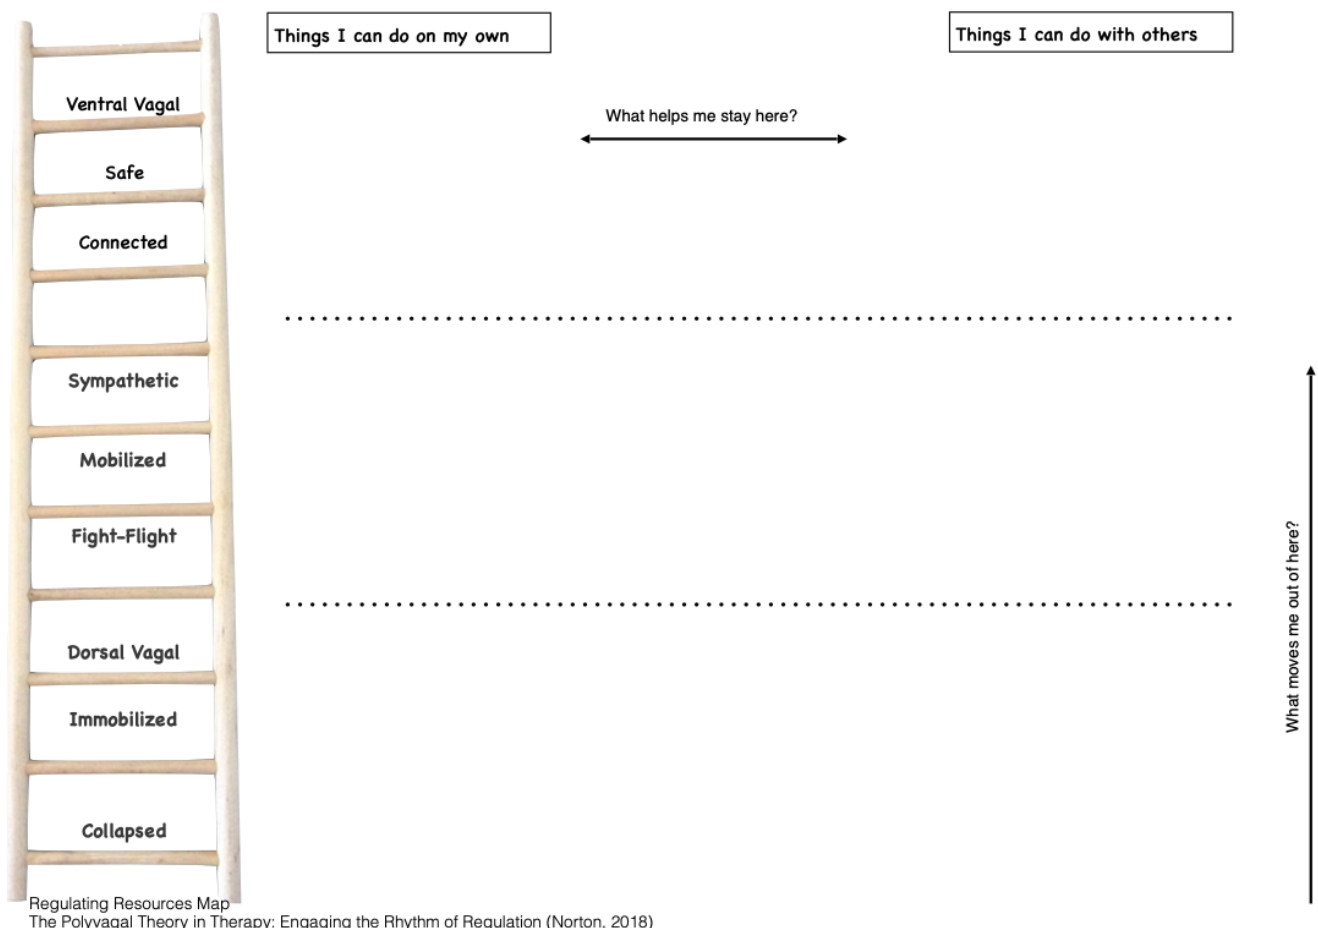 Things I can do on my own
Things I can do with others
What helps me stay here?
Ventral Vagal
Safe
Connected
Sympathetic
Mobilized
Fight-Flight
Dorsal Vagal
Immobilized
Collapsed
What moves me out of here?
Regulating Resources Map
The Polyvagal Theory in Therapy: Engaging the Rhythm of Regulation (Norton, 2018)